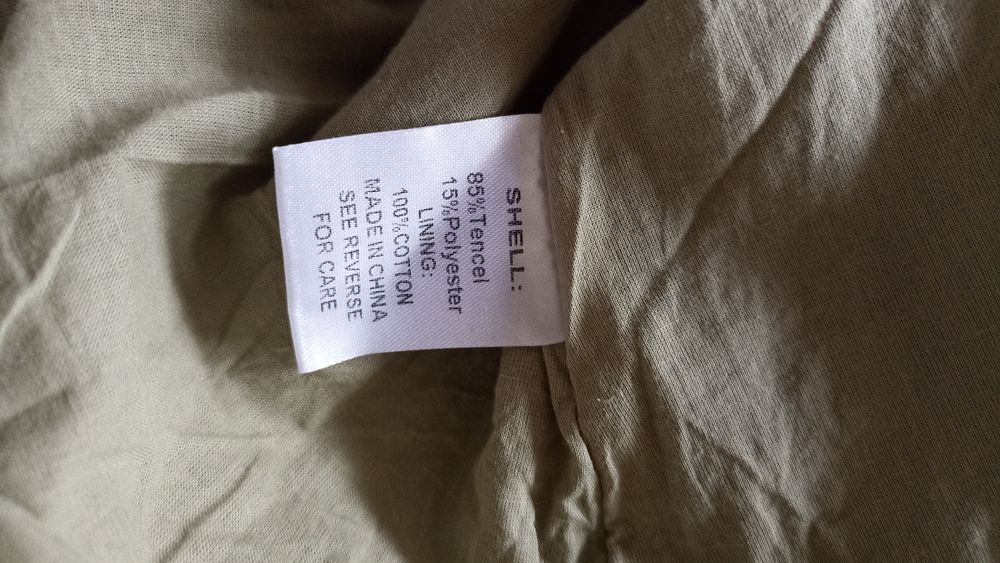 SHELL:
85%Tencel
15%Polyester
LINING:
100%COTTON
MADE IN CHINA
SEE REVERSE
FOR CARE